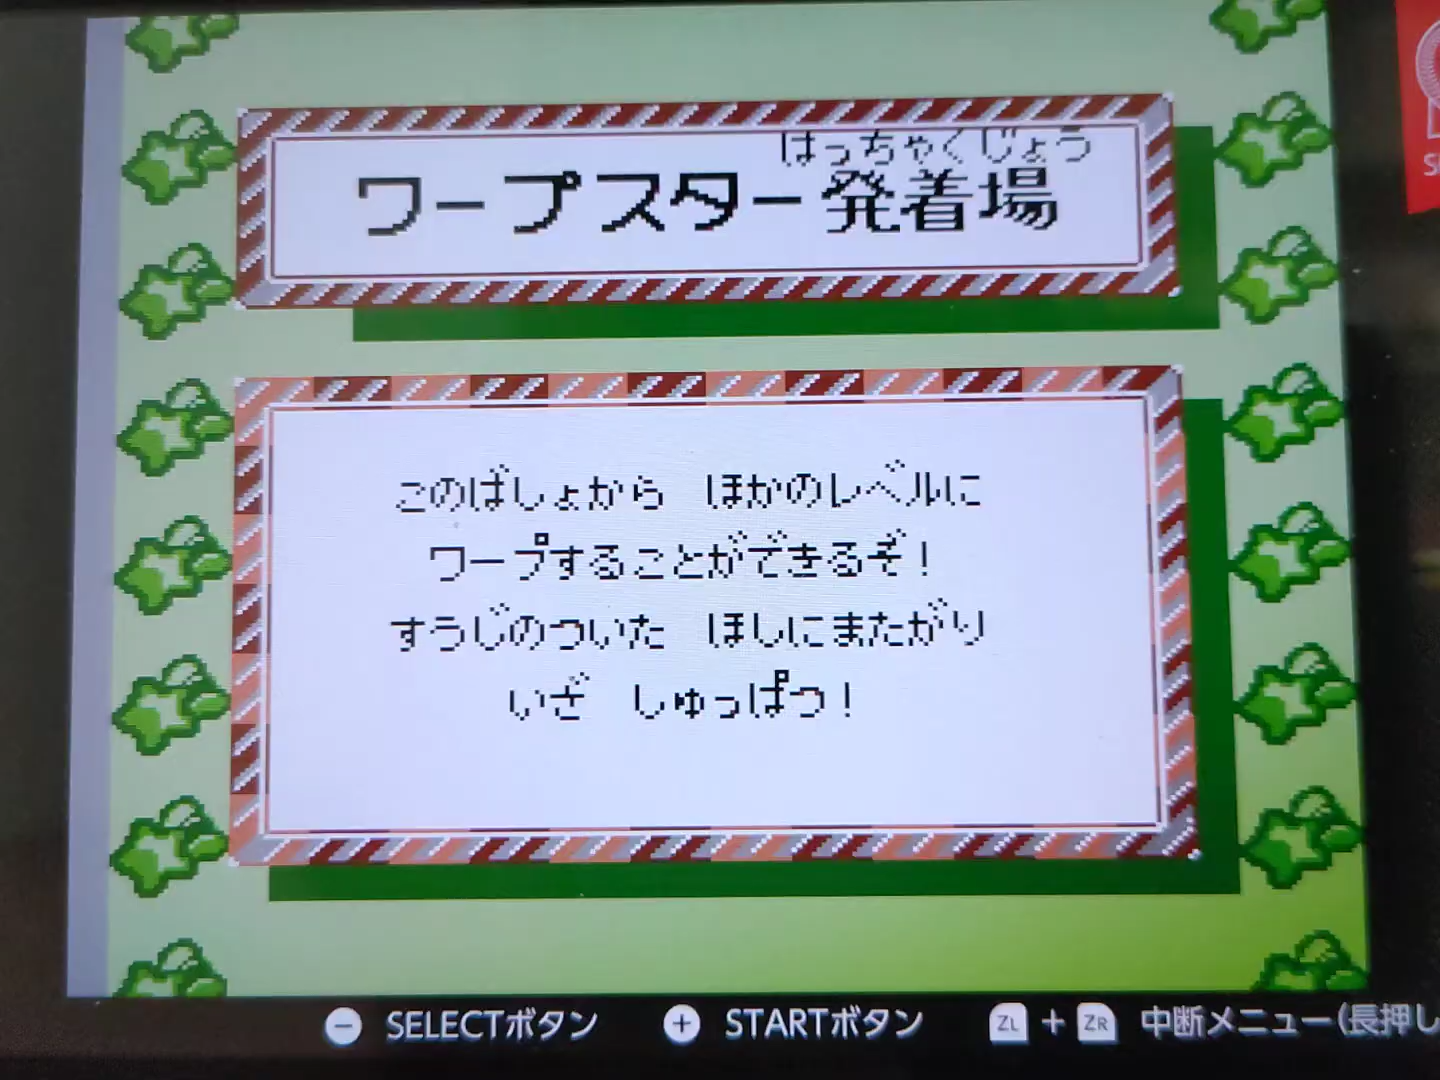 はっちゃくじょう
ワープスター発着場
このばしょから ほかのレベルに
ワープすることができるぞ！
すうじのついた ほしにまたがり
いざ しゅっぱつ！
− SELECTボタン + STARTボタン ZL + ZR 中断メニュー(長押し